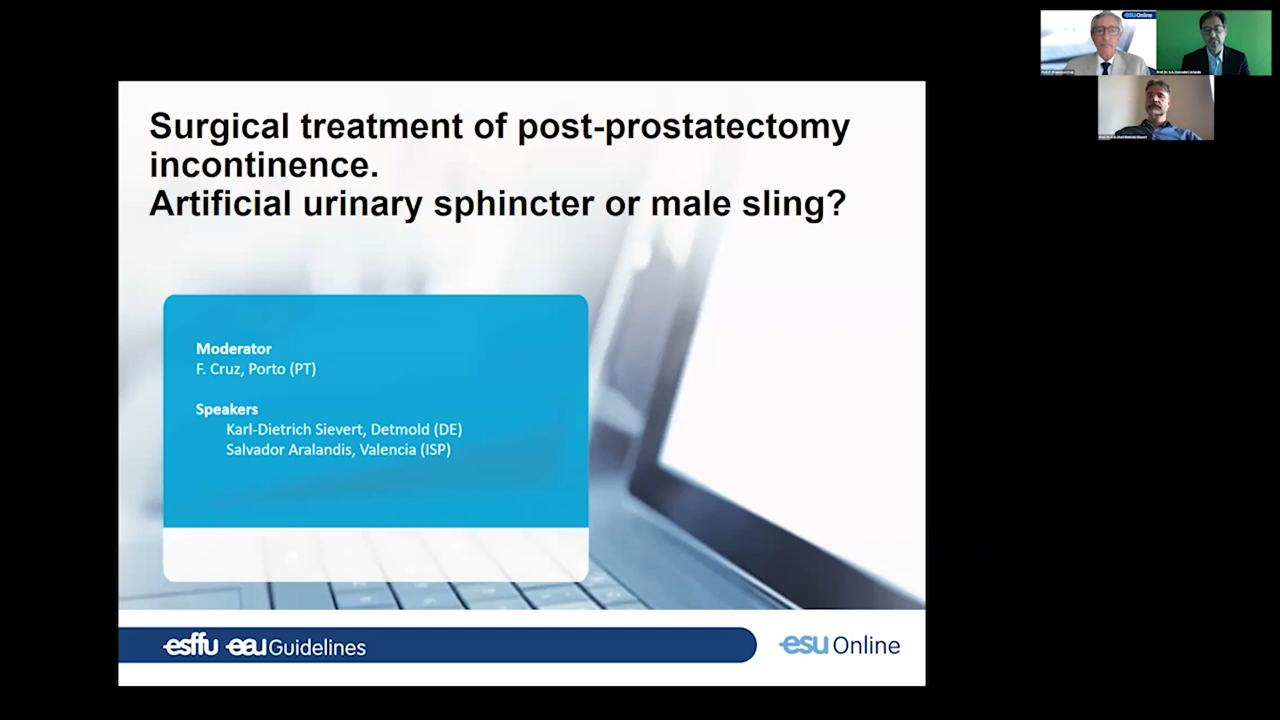 Surgical treatment of post-prostatectomy
incontinence.
Artificial urinary sphincter or male sling?
Moderator
F. Cruz, Porto (PT)
Speakers
Karl-Dietrich Sievert, Detmold (DE)
Salvador Aralandis, Valencia (ISP)
esffu eau Guidelines
esu Online
esu Online